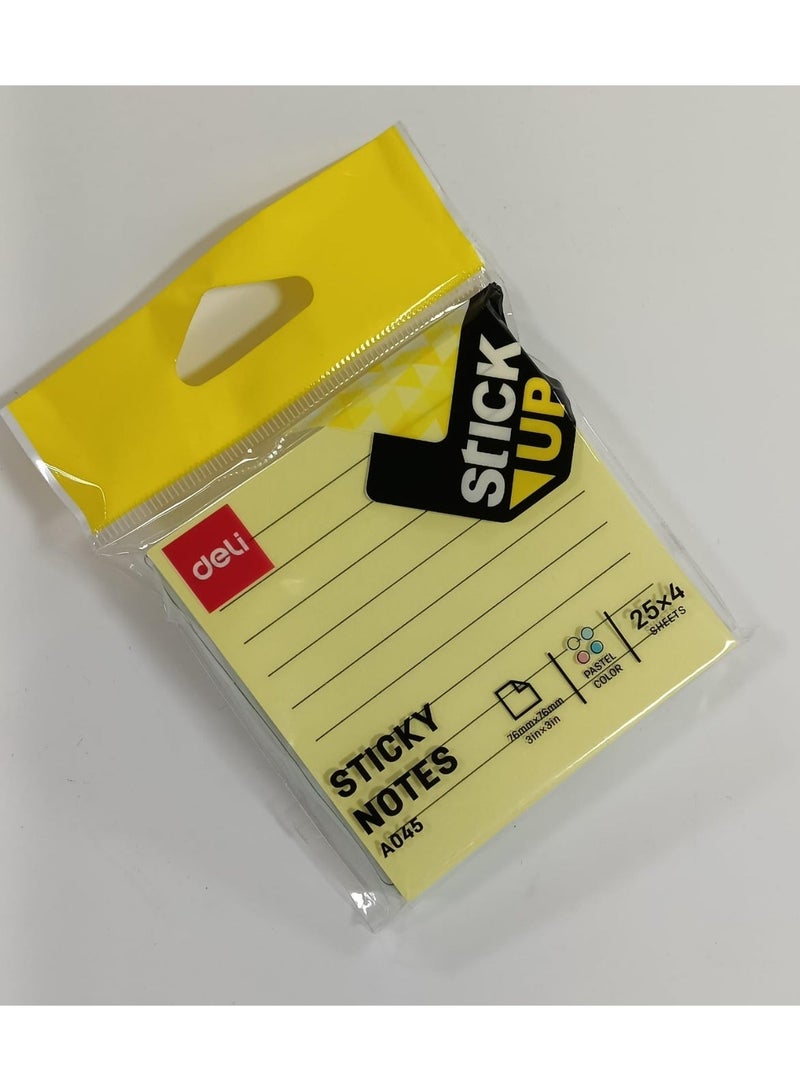 STICK
UP
deli
25×4
SHEETS
PASTEL
COLOR
76mm×76mm
3in×3in
STICKY
NOTES
A045